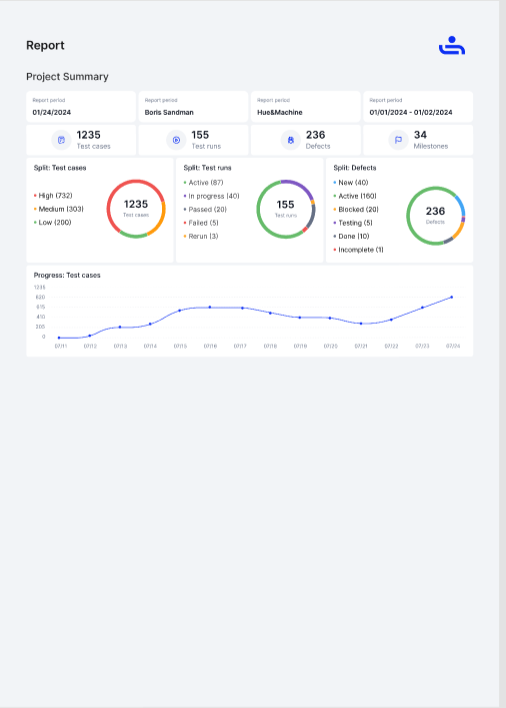 Report
Project Summary
Report period
Report period
Report period
Report period
01/24/2024
Boris Sandman
Hue&Machine
01/01/2024 - 01/02/2024
1235
Test cases
155
Test runs
236
Defects
34
Milestones
Split: Test cases
High (732)
Medium (303)
Low (200)
1235
Test cases
Split: Test runs
Active (87)
In progress (40)
Passed (20)
Failed (5)
Rerun (3)
155
Test runs
Split: Defects
New (40)
Active (160)
Blocked (20)
Testing (5)
Done (10)
Incomplete (1)
236
Defects
Progress: Test cases
1235
820
615
410
205
0
07/11 07/12 07/13 07/14 07/15 07/16 07/17 07/18 07/19 07/20 07/21 07/22 07/23 07/24